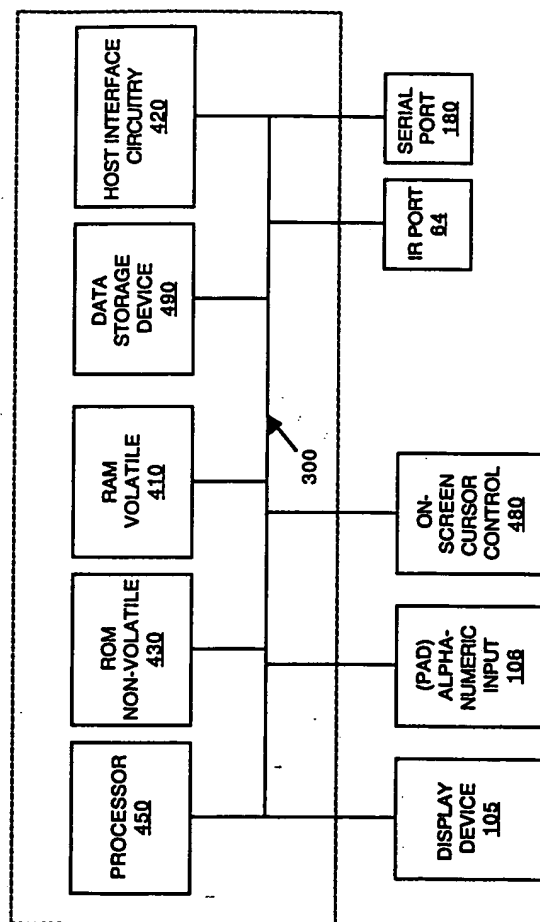 PROCESSOR
450
ROM
NON-VOLATILE
430
RAM
VOLATILE
410
DATA
STORAGE
DEVICE
490
HOST INTERFACE
CIRCUITRY
420
300
DISPLAY
DEVICE
105
(PAD)
ALPHA-
NUMERIC
INPUT
106
ON-
SCREEN
CURSOR
CONTROL
480
IR PORT
64
SERIAL
PORT
180